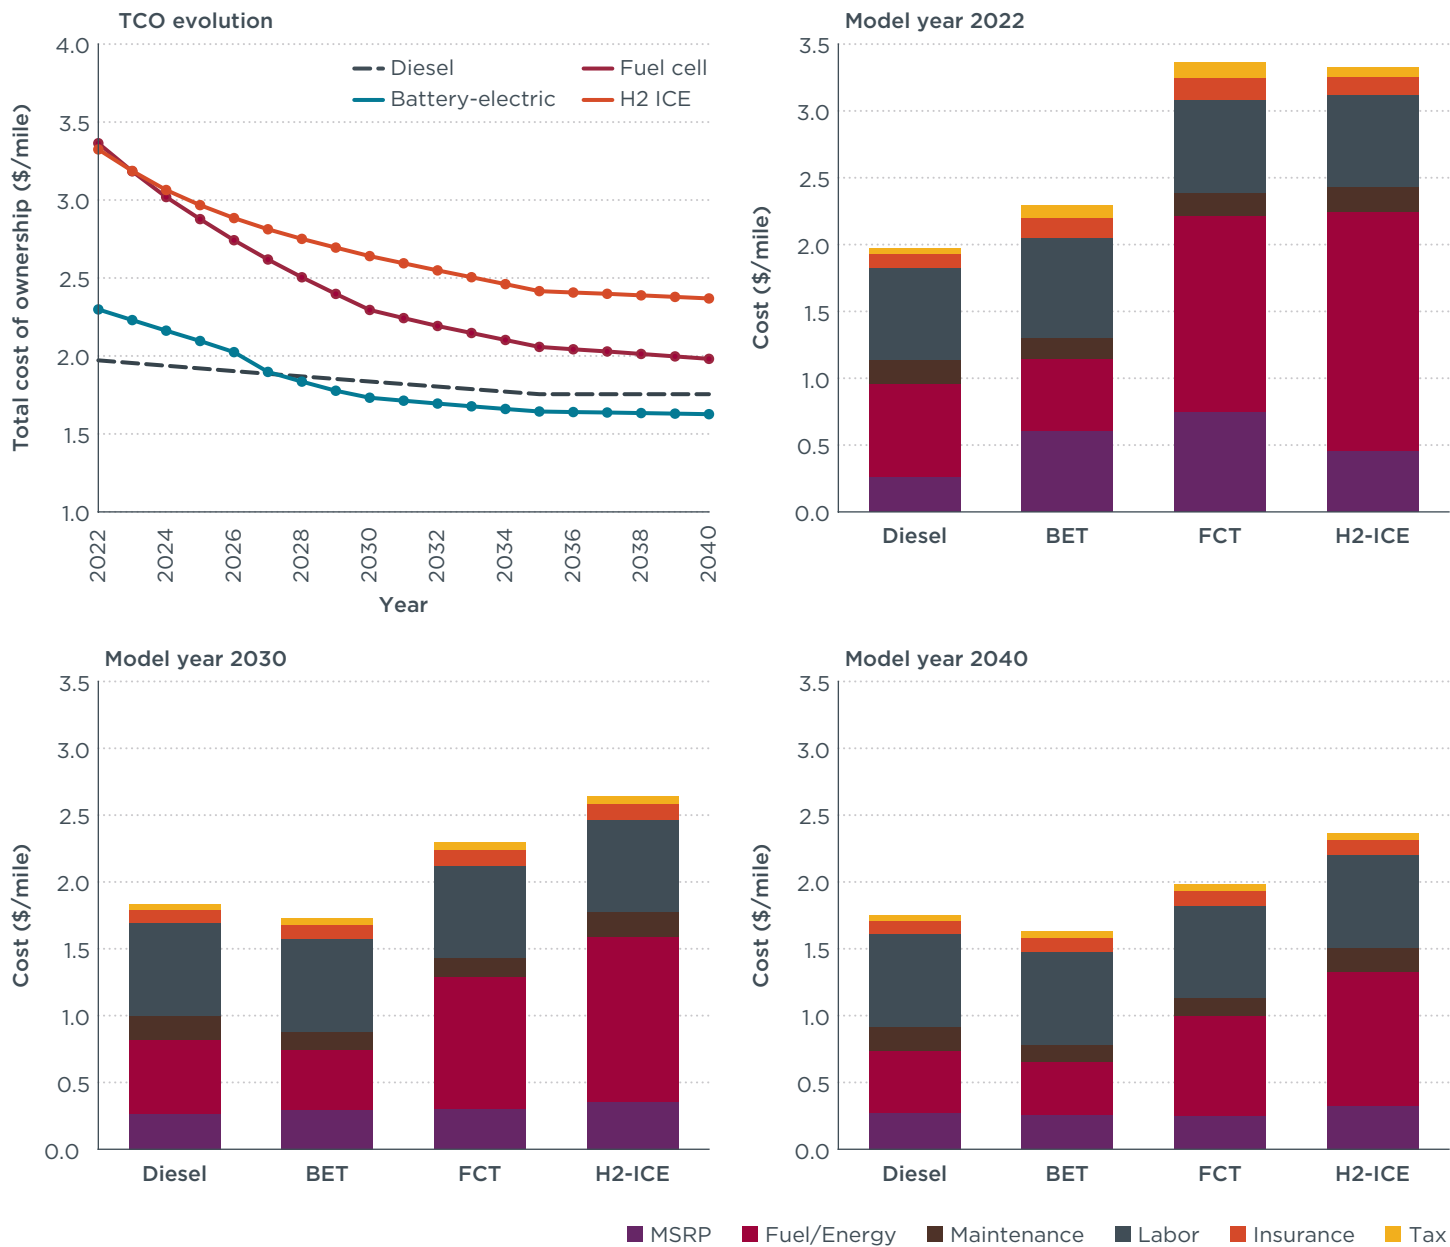 TCO evolution
4.0
3.5
3.0
2.5
2.0
1.5
1.0
Total cost of ownership ($/mile)
Diesel
Fuel cell
Battery-electric
H2 ICE
2022
2024
2026
2028
2030
2032
2034
2036
2038
2040
Year
Model year 2022
3.5
3.0
2.5
2.0
1.5
1.0
0.5
0.0
Cost ($/mile)
Diesel
BET
FCT
H2-ICE
Model year 2030
3.5
3.0
2.5
2.0
1.5
1.0
0.5
0.0
Cost ($/mile)
Diesel
BET
FCT
H2-ICE
Model year 2040
3.5
3.0
2.5
2.0
1.5
1.0
0.5
0.0
Cost ($/mile)
Diesel
BET
FCT
H2-ICE
MSRP
Fuel/Energy
Maintenance
Labor
Insurance
Tax